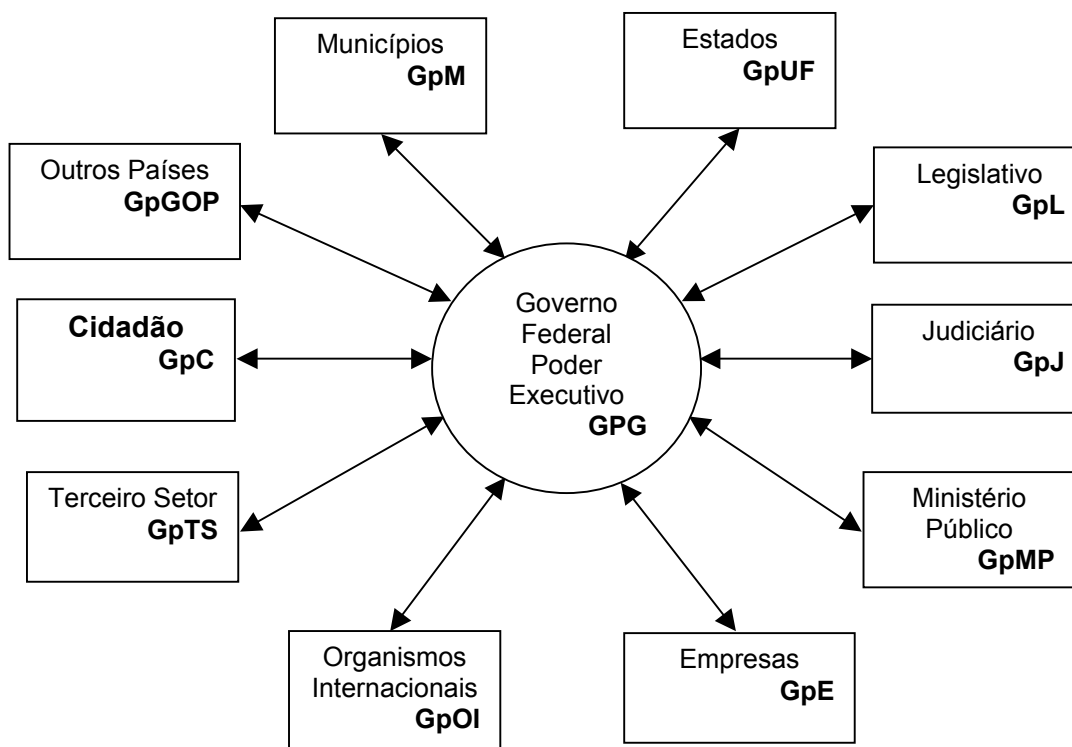 Municípios
GpM
Estados
GpUF
Outros Países
GpGOP
Legislativo
GpL
Governo
Federal
Poder
Executivo
GPG
Cidadão
GpC
Judiciário
GpJ
Terceiro Setor
GpTS
Ministério
Público
GpMP
Organismos
Internacionais
GpOI
Empresas
GpE